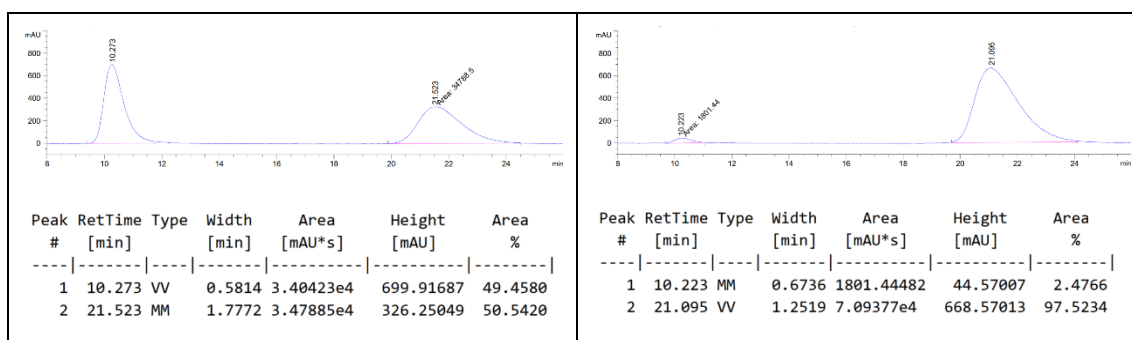 mAU
800
600
400
200
0
10.273
21.523
Area: 34788.5
8 10 12 14 16 18 20 22 24 min
Peak RetTime Type Width Area Height Area
# [min] [min] [mAU*s] [mAU] %
----|-------|----|-------|----------|----------|--------|
1 10.273 VV 0.5814 3.40423e4 699.91687 49.4580
2 21.523 MM 1.7772 3.47885e4 326.25049 50.5420
mAU
800
600
400
200
0
10.223
Area: 1801.44
21.095
8 10 12 14 16 18 20 22 24 min
Peak RetTime Type Width Area Height Area
# [min] [min] [mAU*s] [mAU] %
----|-------|----|-------|----------|----------|--------|
1 10.223 MM 0.6736 1801.44482 44.57007 2.4766
2 21.095 VV 1.2519 7.09377e4 668.57013 97.5234